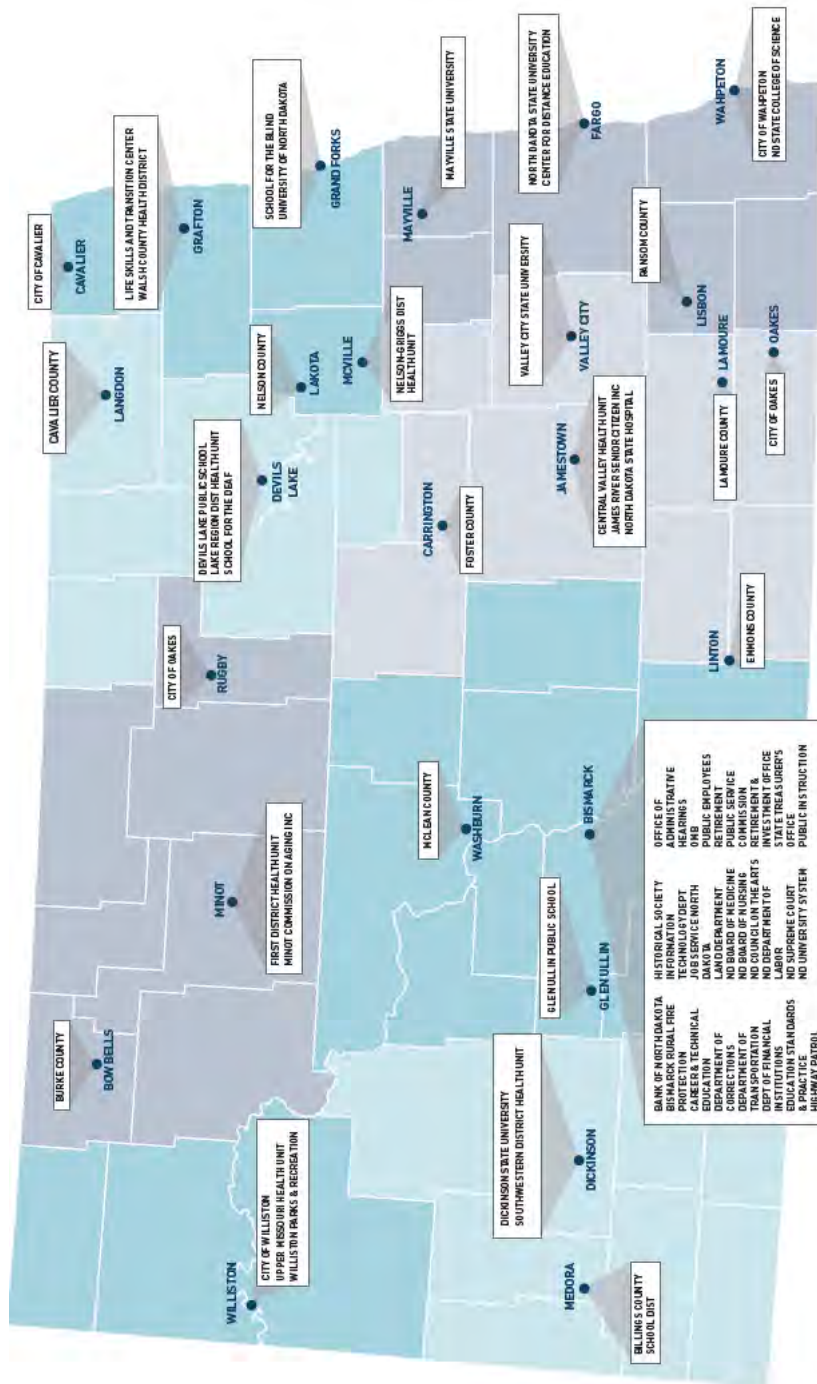 BURKE COUNTY
BOWBELLS
CITY OF WILLISTON
UPPER MISSOURI HEALTH UNIT
WILLISTON PARKS & RECREATION
WILLISTON
FIRST DISTRICT HEALTH UNIT
MINOT COMMISSION ON AGING INC
MINOT
CITY OF OAKES
RUGBY
DEVILS LAKE PUBLIC SCHOOL
LAKE REGION DIST HEALTH UNIT
SCHOOL FOR THE DEAF
DEVILS
LAKE
CAVALIER COUNTY
LANGDON
CITY OF CAVALIER
CAVALIER
LIFE SKILLS AND TRANSITION CENTER
WALSH COUNTY HEALTH DISTRICT
GRAFTON
SCHOOL FOR THE BLIND
UNIVERSITY OF NORTH DAKOTA
GRAND FORKS
NELSON COUNTY
LAKOTA
MCVILLE
NELSON-GRIGGS DIST
HEALTH UNIT
MAYVILLE STATE UNIVERSITY
MAYVILLE
MCLEAN COUNTY
WASHBURN
CARRINGTON
FOSTER COUNTY
DICKINSON STATE UNIVERSITY
SOUTHWESTERN DISTRICT HEALTH UNIT
DICKINSON
MEDORA
BILLINGS COUNTY
SCHOOL DIST
GLEN ULLIN PUBLIC SCHOOL
GLEN ULLIN
BISMARCK
JAMESTOWN
CENTRAL VALLEY HEALTH UNIT
JAMES RIVER SENIOR CITIZEN INC
NORTH DAKOTA STATE HOSPITAL
VALLEY CITY STATE UNIVERSITY
VALLEY CITY
NORTH DAKOTA STATE UNIVERSITY
CENTER FOR DISTANCE EDUCATION
FARGO
RANSOM COUNTY
LISBON
LAMOURE
LAMOURE COUNTY
OAKES
CITY OF OAKES
WAHPETON
CITY OF WAHPETON
ND STATE COLLEGE OF SCIENCE
LINTON
EMMONS COUNTY
BANK OF NORTH DAKOTA
BISMARCK RURAL FIRE
PROTECTION
CAREER & TECHNICAL
EDUCATION
DEPARTMENT OF
CORRECTIONS
DEPARTMENT OF
TRANSPORTATION
DEPT OF FINANCIAL
INSTITUTIONS
EDUCATION STANDARDS
& PRACTICE
HIGHWAY PATROL
HISTORICAL SOCIETY
INFORMATION
TECHNOLOGY DEPT
JOB SERVICE NORTH
DAKOTA
LAND DEPARTMENT
ND BOARD OF MEDICINE
ND BOARD OF NURSING
ND COUNCIL ON THE ARTS
ND DEPARTMENT OF
LABOR
ND SUPREME COURT
ND UNIVERSITY SYSTEM
OFFICE OF
ADMINISTRATIVE
HEARINGS
OMB
PUBLIC EMPLOYEES
RETIREMENT
PUBLIC SERVICE
COMMISSION
RETIREMENT &
INVESTMENT OFFICE
STATE TREASURER'S
OFFICE
PUBLIC INSTRUCTION